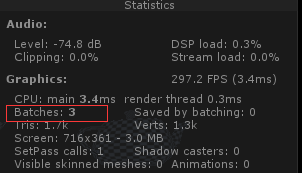 Statistics
Audio:
Level: -74.8 dB DSP load: 0.3%
Clipping: 0.0% Stream load: 0.0%
Graphics: 297.2 FPS (3.4ms)
CPU: main 3.4ms render thread 0.3ms
Batches: 3 Saved by batching: 0
Tris: 1.7k Verts: 1.3k
Screen: 716x361 - 3.0 MB
SetPass calls: 1 Shadow casters: 0
Visible skinned meshes: 0 Animations: 0